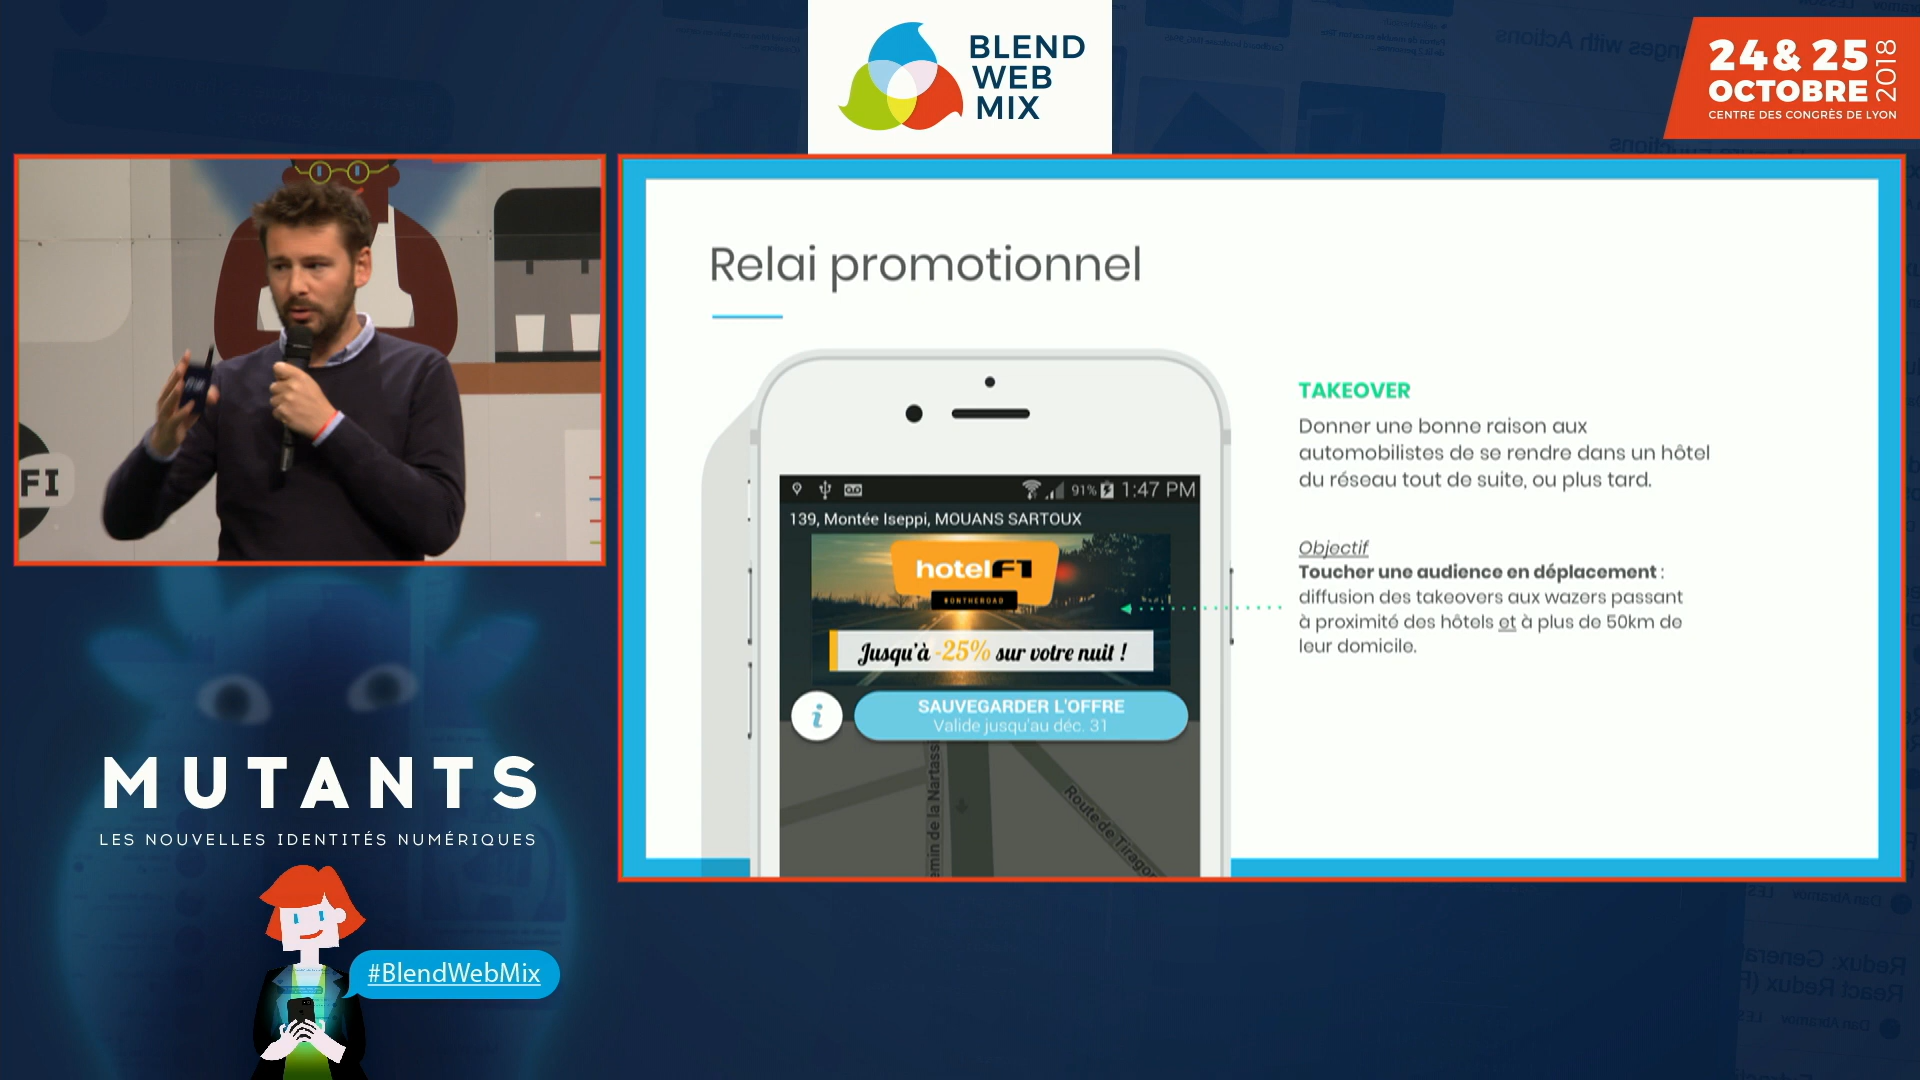 BLEND
WEB
MIX
24 & 25
OCTOBRE
2018
CENTRE DES CONGRÈS DE LYON
FI
Relai promotionnel
91% 1:47 PM
139, Montée Iseppi, MOUANS SARTOUX
hotelF1
#ONTHEROAD
Jusqu'à -25% sur votre nuit !
i
SAUVEGARDER L'OFFRE
Valide jusqu'au déc. 31
Route de
TAKEOVER
Donner une bonne raison aux
automobilistes de se rendre dans un hôtel
du réseau tout de suite, ou plus tard.
Objectif
Toucher une audience en déplacement :
diffusion des takeovers aux wazers passant
à proximité des hôtels et à plus de 50km de
leur domicile.
MUTANTS
LES NOUVELLES IDENTITÉS NUMÉRIQUES
#BlendWebMix